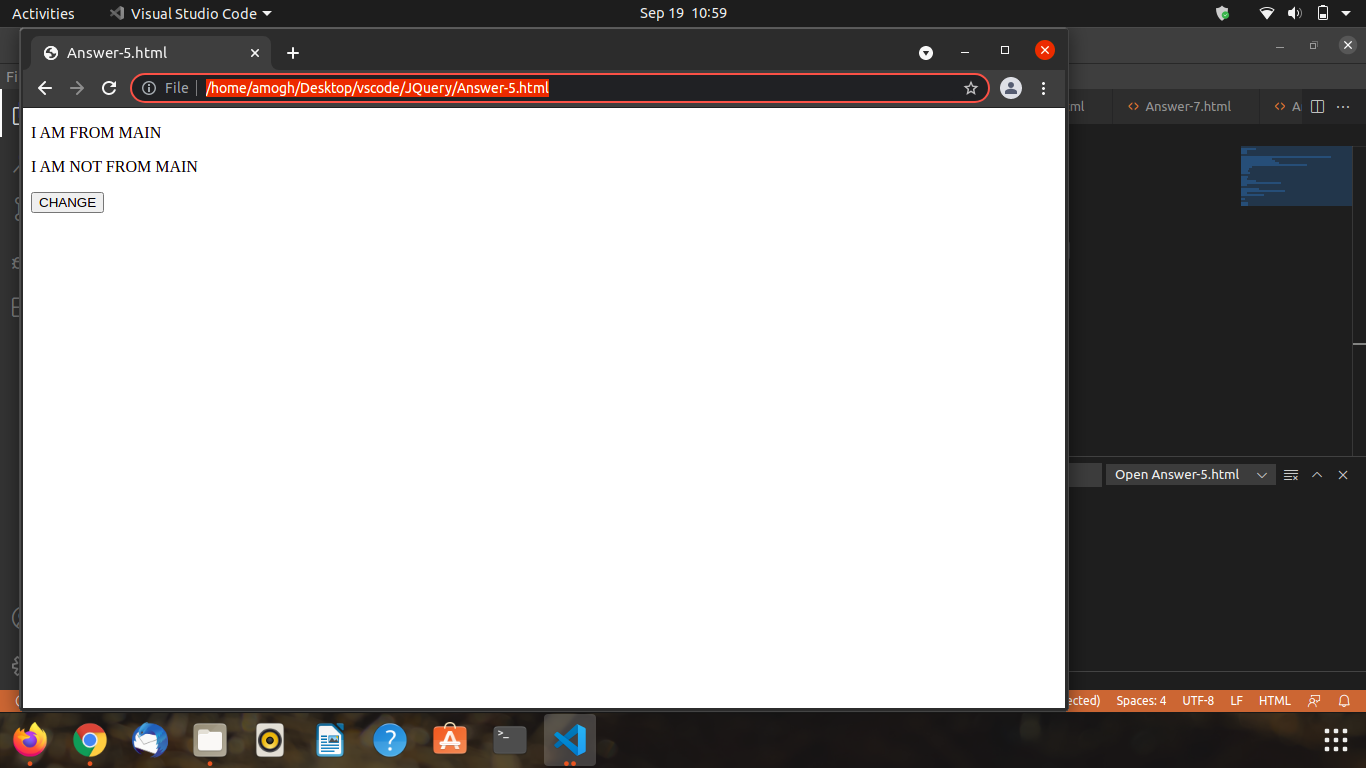 Activities
Visual Studio Code
Sep 19 10:59
Answer-5.html
File
/home/amogh/Desktop/vscode/JQuery/Answer-5.html
Fi
ml
Answer-7.html
A
I AM FROM MAIN
I AM NOT FROM MAIN
CHANGE
Open Answer-5.html
ected)
Spaces: 4
UTF-8
LF
HTML